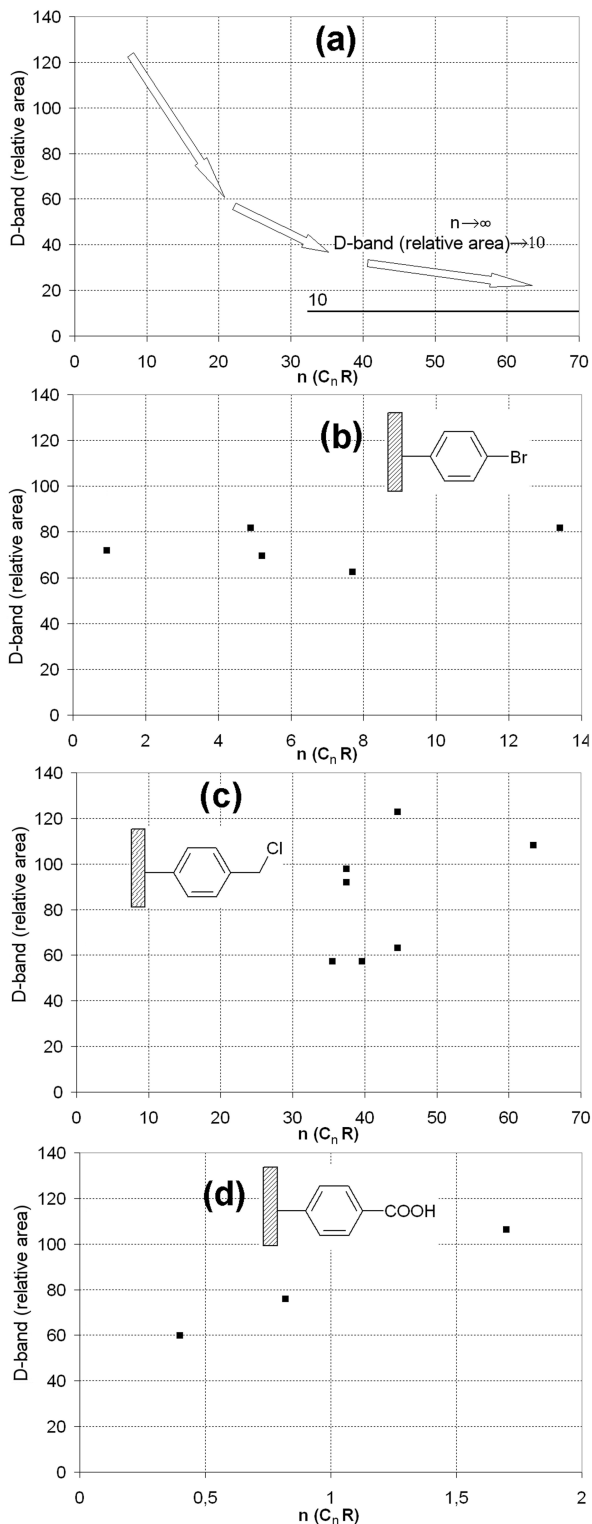 (a)
140
120
100
80
60
40
20
0
D-band (relative area)
n→∞
D-band (relative area)→10
10
0 10 20 30 40 50 60 70
n (CnR)
(b)
Br
140
120
100
80
60
40
20
0
D-band (relative area)
0 2 4 6 8 10 12 14
n (CnR)
(c)
Cl
140
120
100
80
60
40
20
0
D-band (relative area)
0 10 20 30 40 50 60 70
n (CnR)
(d)
COOH
140
120
100
80
60
40
20
0
D-band (relative area)
0 0,5 1 1,5 2
n (CnR)